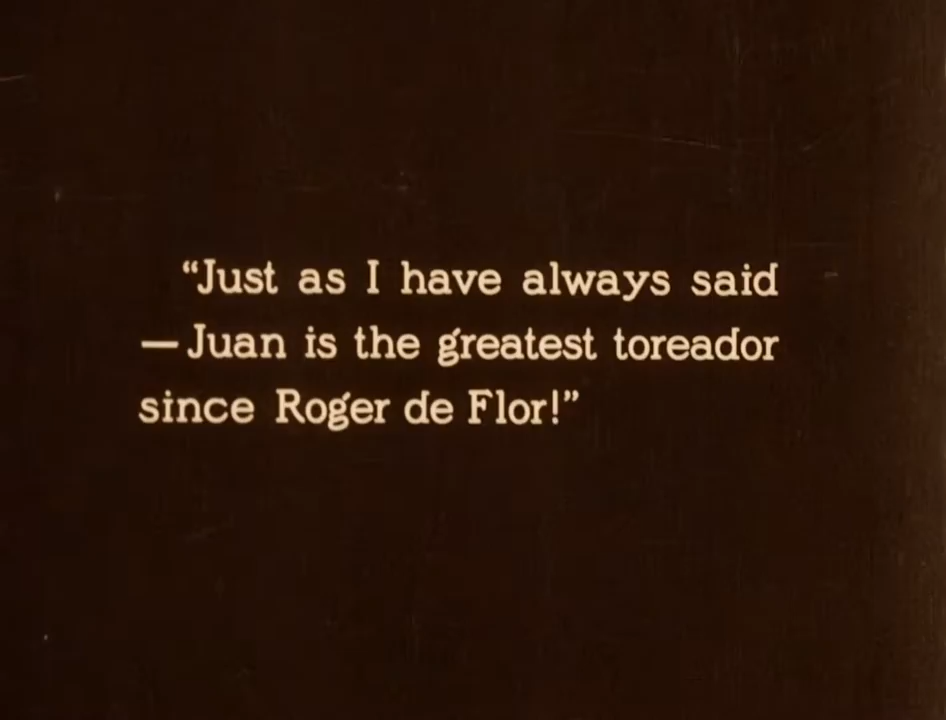 “Just as I have always said
—Juan is the greatest toreador
since Roger de Flor!”